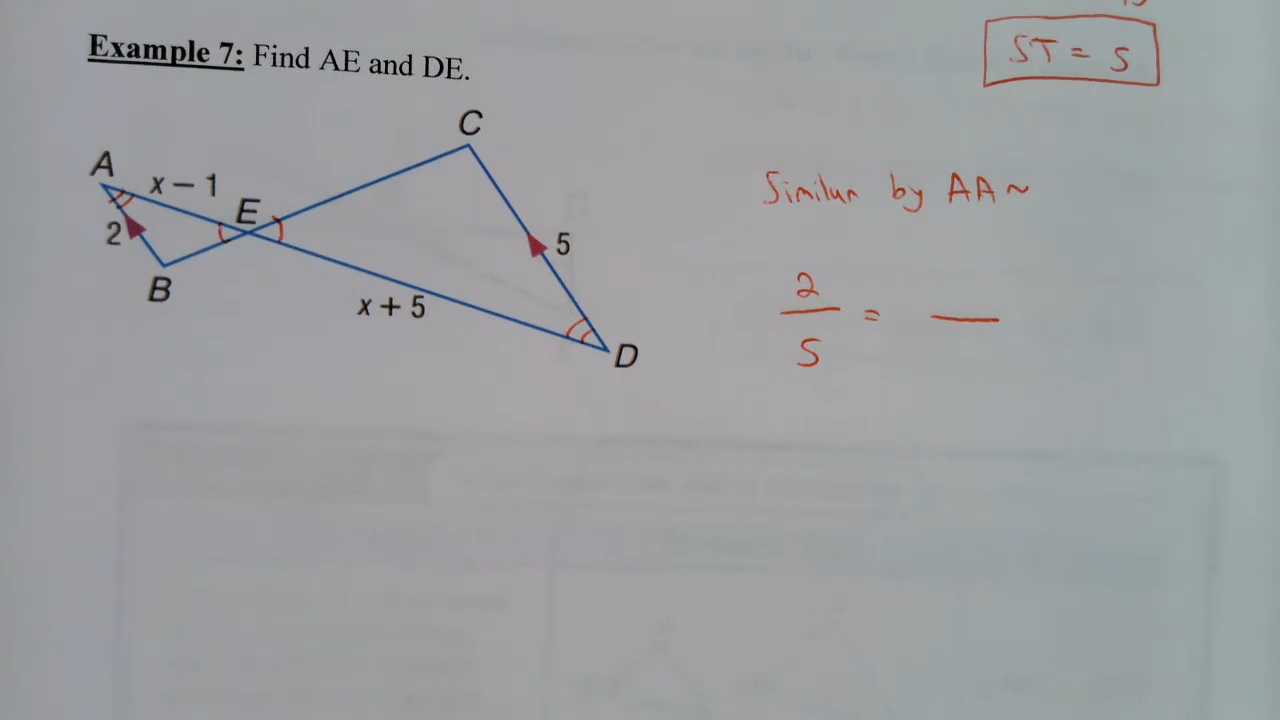 Example 7: Find AE and DE.
ST = 5
C
A
x − 1
E
2
5
B
x + 5
D
Similar by AA~
2
5
=